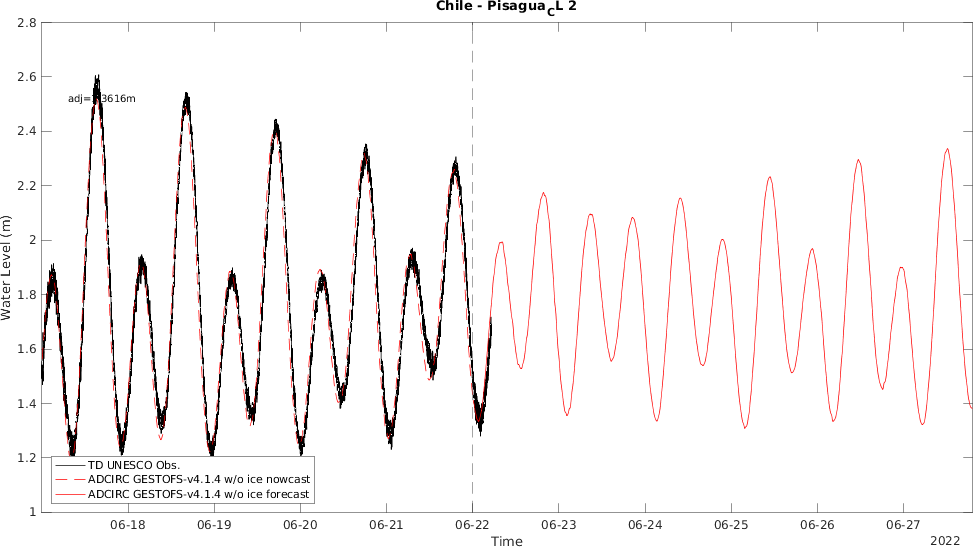 Chile - Pisagua_CL 2
2.8
2.6
2.4
2.2
2
1.8
1.6
1.4
1.2
1
Water Level (m)
TD UNESCO Obs.
ADCIRC GESTOFS-v4.1.4 w/o ice nowcast
ADCIRC GESTOFS-v4.1.4 w/o ice forecast
06-18 06-19 06-20 06-21 06-22 06-23 06-24 06-25 06-26 06-27
Time
2022